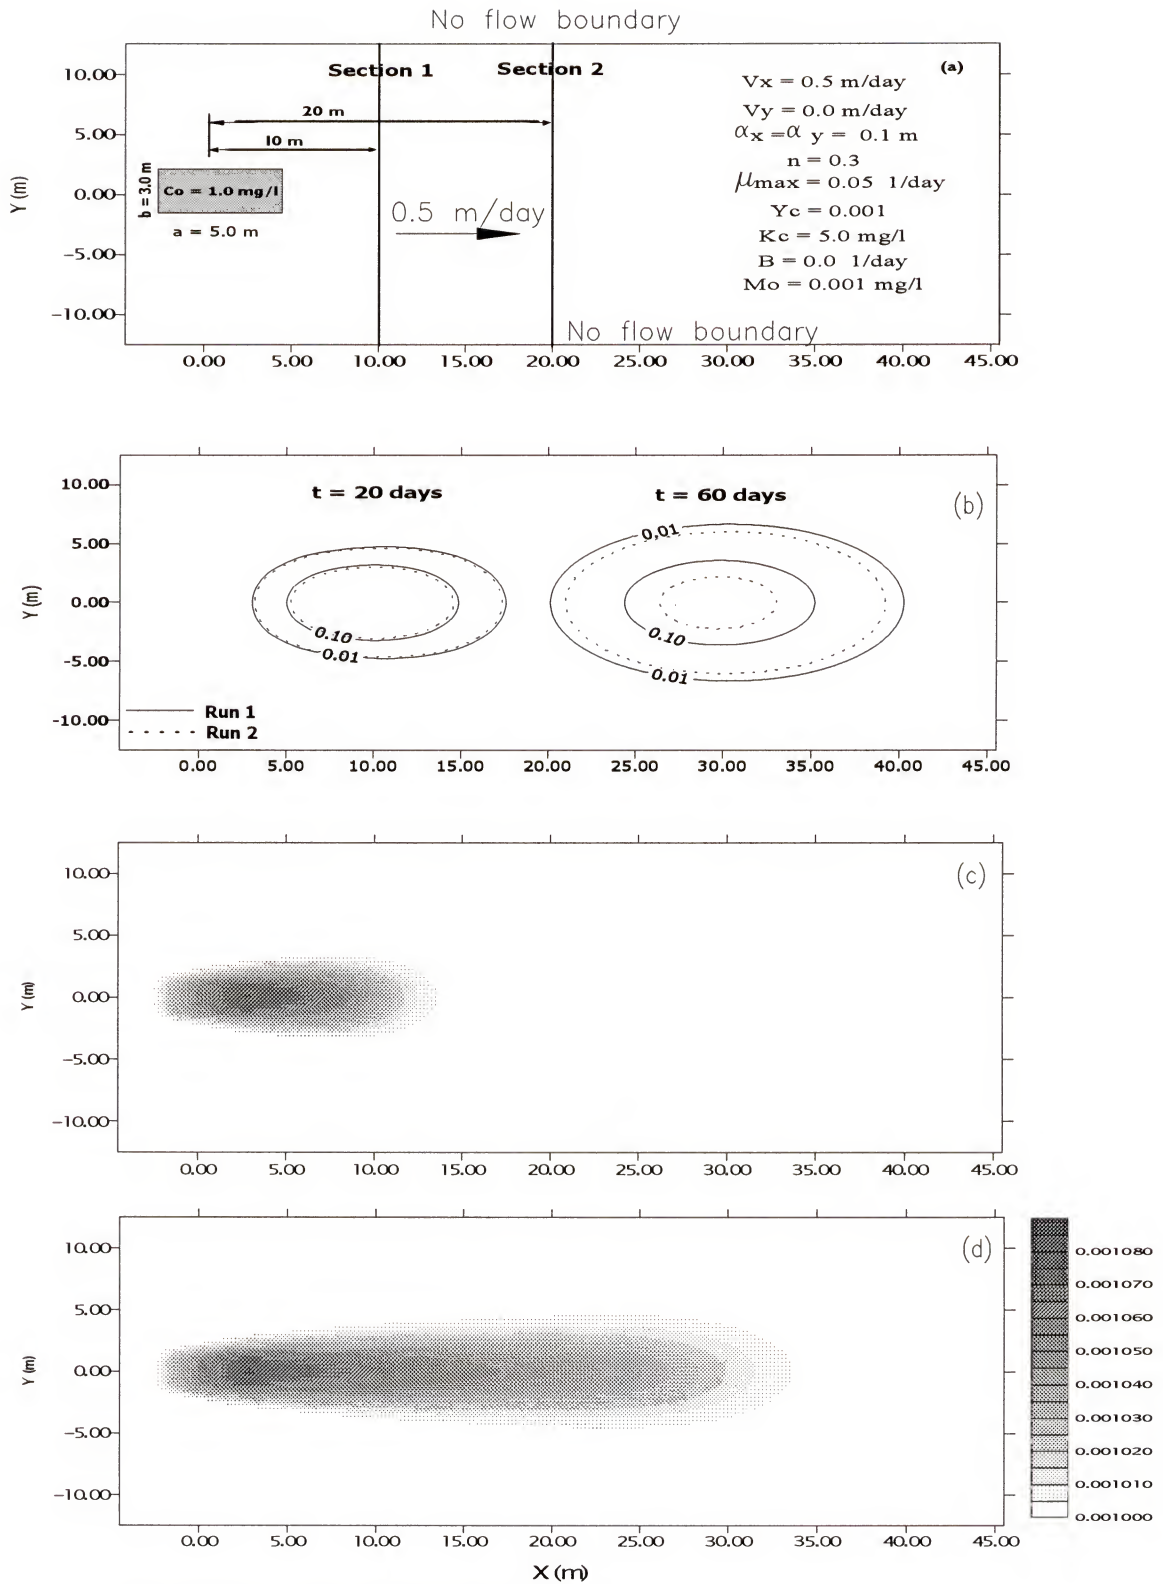 No flow boundary
Section 1
Section 2
(a)
20 m
10 m
b = 3.0 m
Co = 1.0 mg/l
a = 5.0 m
0.5 m/day
Vx = 0.5 m/day
Vy = 0.0 m/day
αx = α y = 0.1 m
n = 0.3
μmax = 0.05 1/day
Yc = 0.001
Kc = 5.0 mg/l
B = 0.0 1/day
Mo = 0.001 mg/l
No flow boundary
Y (m)
10.00
5.00
0.00
−5.00
−10.00
0.00 5.00 10.00 15.00 20.00 25.00 30.00 35.00 40.00 45.00
t = 20 days
t = 60 days
(b)
0.01
0.10
0.01
0.10
0.01
Run 1
Run 2
Y (m)
10.00
5.00
0.00
-5.00
-10.00
0.00 5.00 10.00 15.00 20.00 25.00 30.00 35.00 40.00 45.00
(c)
Y (m)
10.00
5.00
0.00
−5.00
−10.00
0.00 5.00 10.00 15.00 20.00 25.00 30.00 35.00 40.00 45.00
(d)
Y (m)
10.00
5.00
0.00
−5.00
−10.00
0.00 5.00 10.00 15.00 20.00 25.00 30.00 35.00 40.00 45.00
X (m)
0.001080
0.001070
0.001060
0.001050
0.001040
0.001030
0.001020
0.001010
0.001000